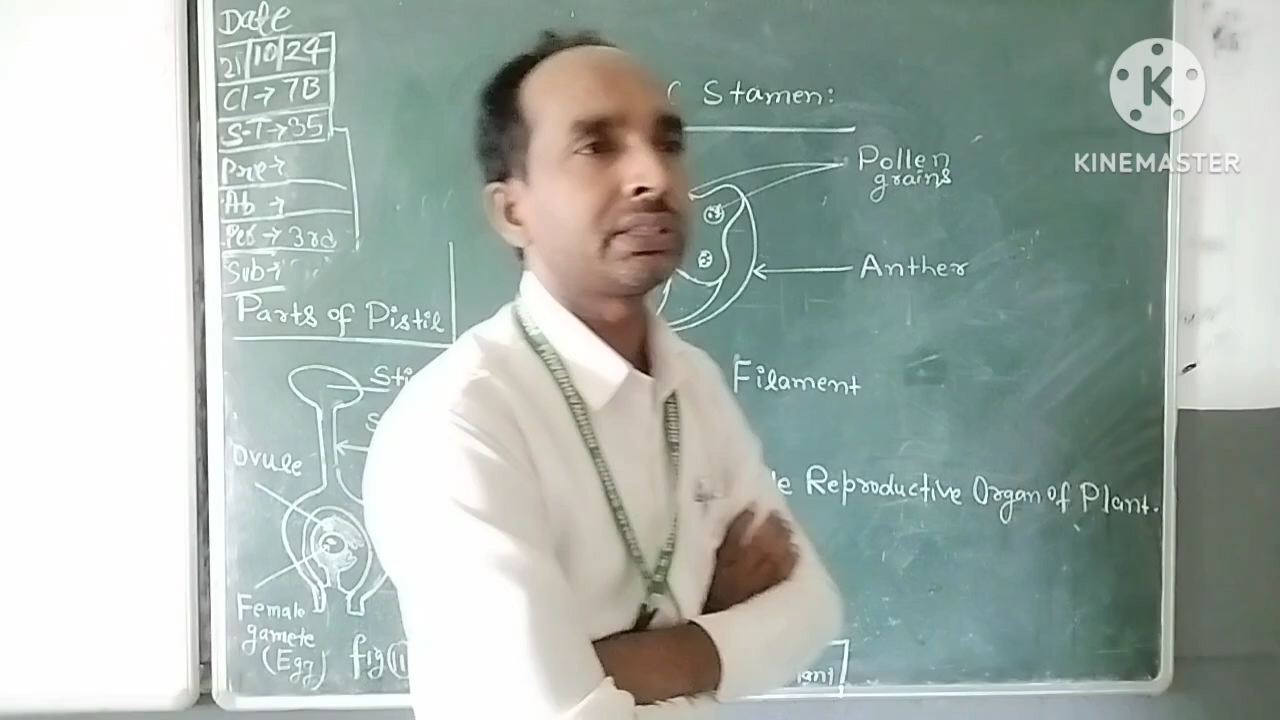 Date
21/10/24
Cl → 7B
S-T → 35
Pre →
Ab →
Per → 3rd
Sub →
Parts of Pistil
Ovule
Female
gamete
(Egg)
Stamen:
Pollen
grains
Anther
Filament
Reproductive Organ of Plant.
K
KINEMASTER